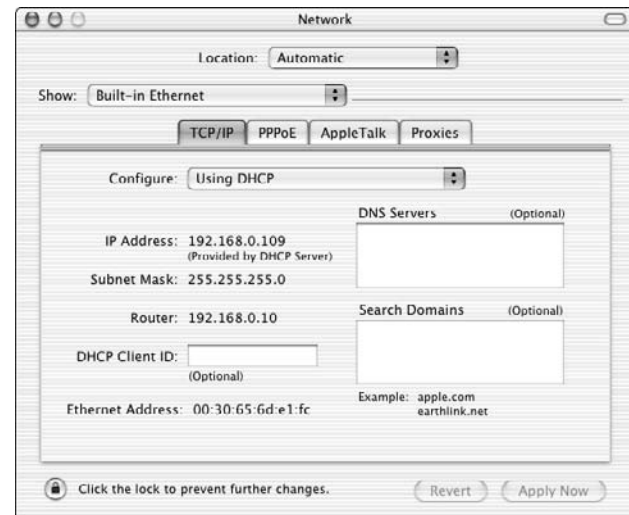 Network
Location: Automatic
Show: Built-in Ethernet
TCP/IP PPPoE AppleTalk Proxies
Configure: Using DHCP
DNS Servers (Optional)
IP Address: 192.168.0.109
(Provided by DHCP Server)
Subnet Mask: 255.255.255.0
Router: 192.168.0.10
Search Domains (Optional)
DHCP Client ID:
(Optional)
Example: apple.com
earthlink.net
Ethernet Address: 00:30:65:6d:e1:fc
Click the lock to prevent further changes.
Revert Apply Now